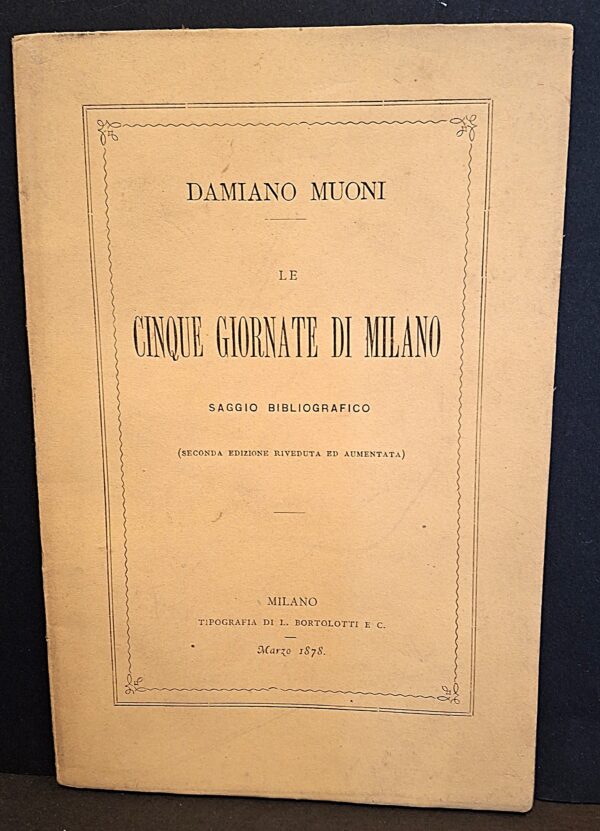 DAMIANO MUONI
LE
CINQUE GIORNATE DI MILANO
SAGGIO BIBLIOGRAFICO
(SECONDA EDIZIONE RIVEDUTA ED AUMENTATA)
MILANO
TIPOGRAFIA DI L. BORTOLOTTI E C.
Marzo 1878.